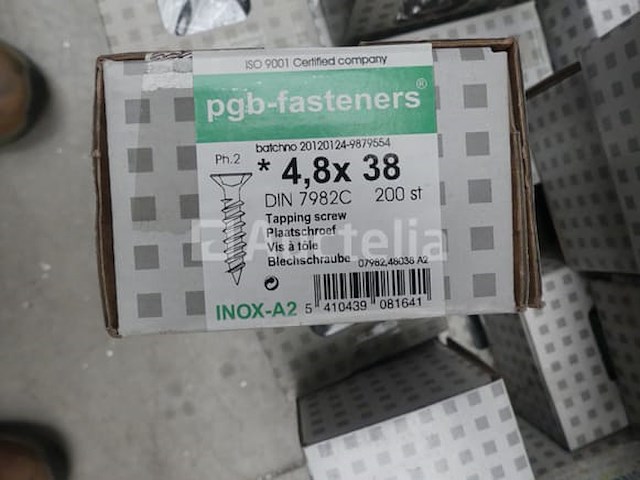 ISO 9001 Certified company
pgb-fasteners®
batchno 20120124-9879554
Ph.2
* 4,8x 38
DIN 7982C 200 st
Tapping screw
Plaatschroef
Vis à tôle
Blechschraube 07982,48038 A2
INOX-A2 5 410439 081641
Auctelia